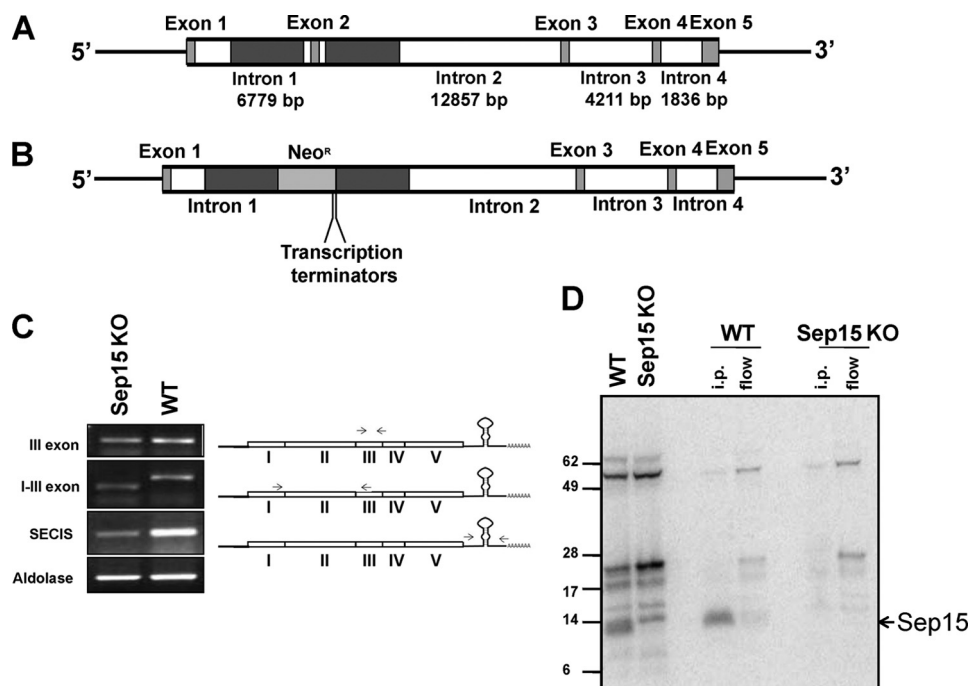 A
Exon 1 Exon 2 Exon 3 Exon 4 Exon 5
5’ 3’
Intron 1 Intron 2 Intron 3 Intron 4
6779 bp 12857 bp 4211 bp 1836 bp
B
Exon 1 Neoᴿ Exon 3 Exon 4 Exon 5
5’ 3’
Intron 1 Intron 2 Intron 3 Intron 4
Transcription
terminators
C
Sep15 KO WT
III exon
I II III IV V
I-III exon
I II III IV V
SECIS
I II III IV V
Aldolase
D
WT Sep15 KO WT Sep15 KO
i.p. flow i.p. flow
62
49
28
17
14
6
Sep15